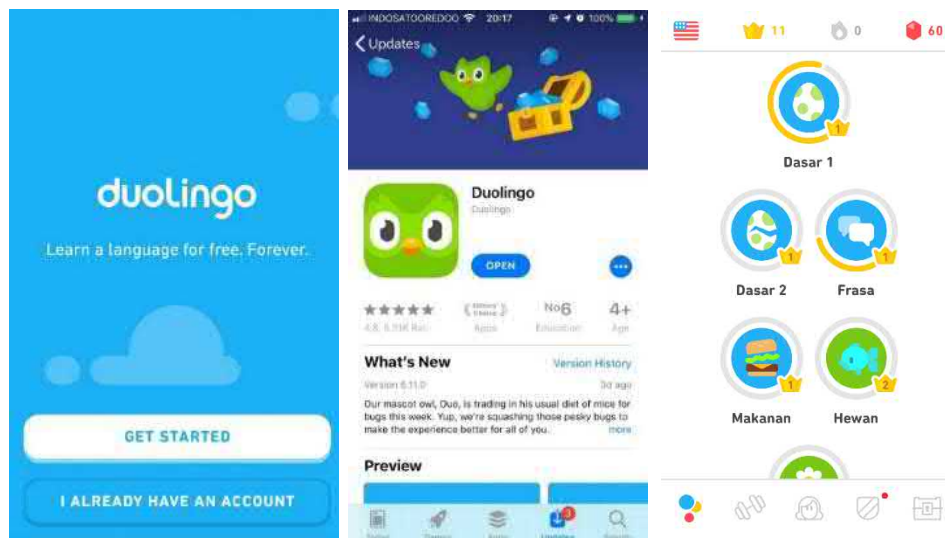 duolingo
Learn a language for free. Forever.
GET STARTED
I ALREADY HAVE AN ACCOUNT
INDOSATOOREDOO 20:17 100%
Updates
Duolingo
Duolingo
OPEN
No6 4+
Apps Education Age
What's New Version History
Version 6.11.0 3d ago
Our mascot owl, Duo, is trading in his usual diet of mice for
bugs this week. Yup, we're squashing those pesky bugs to
make the experience better for all of you. more
Preview
3
Updates
11 0 60
1
Dasar 1
1 1
Dasar 2 Frasa
1 2
Makanan Hewan